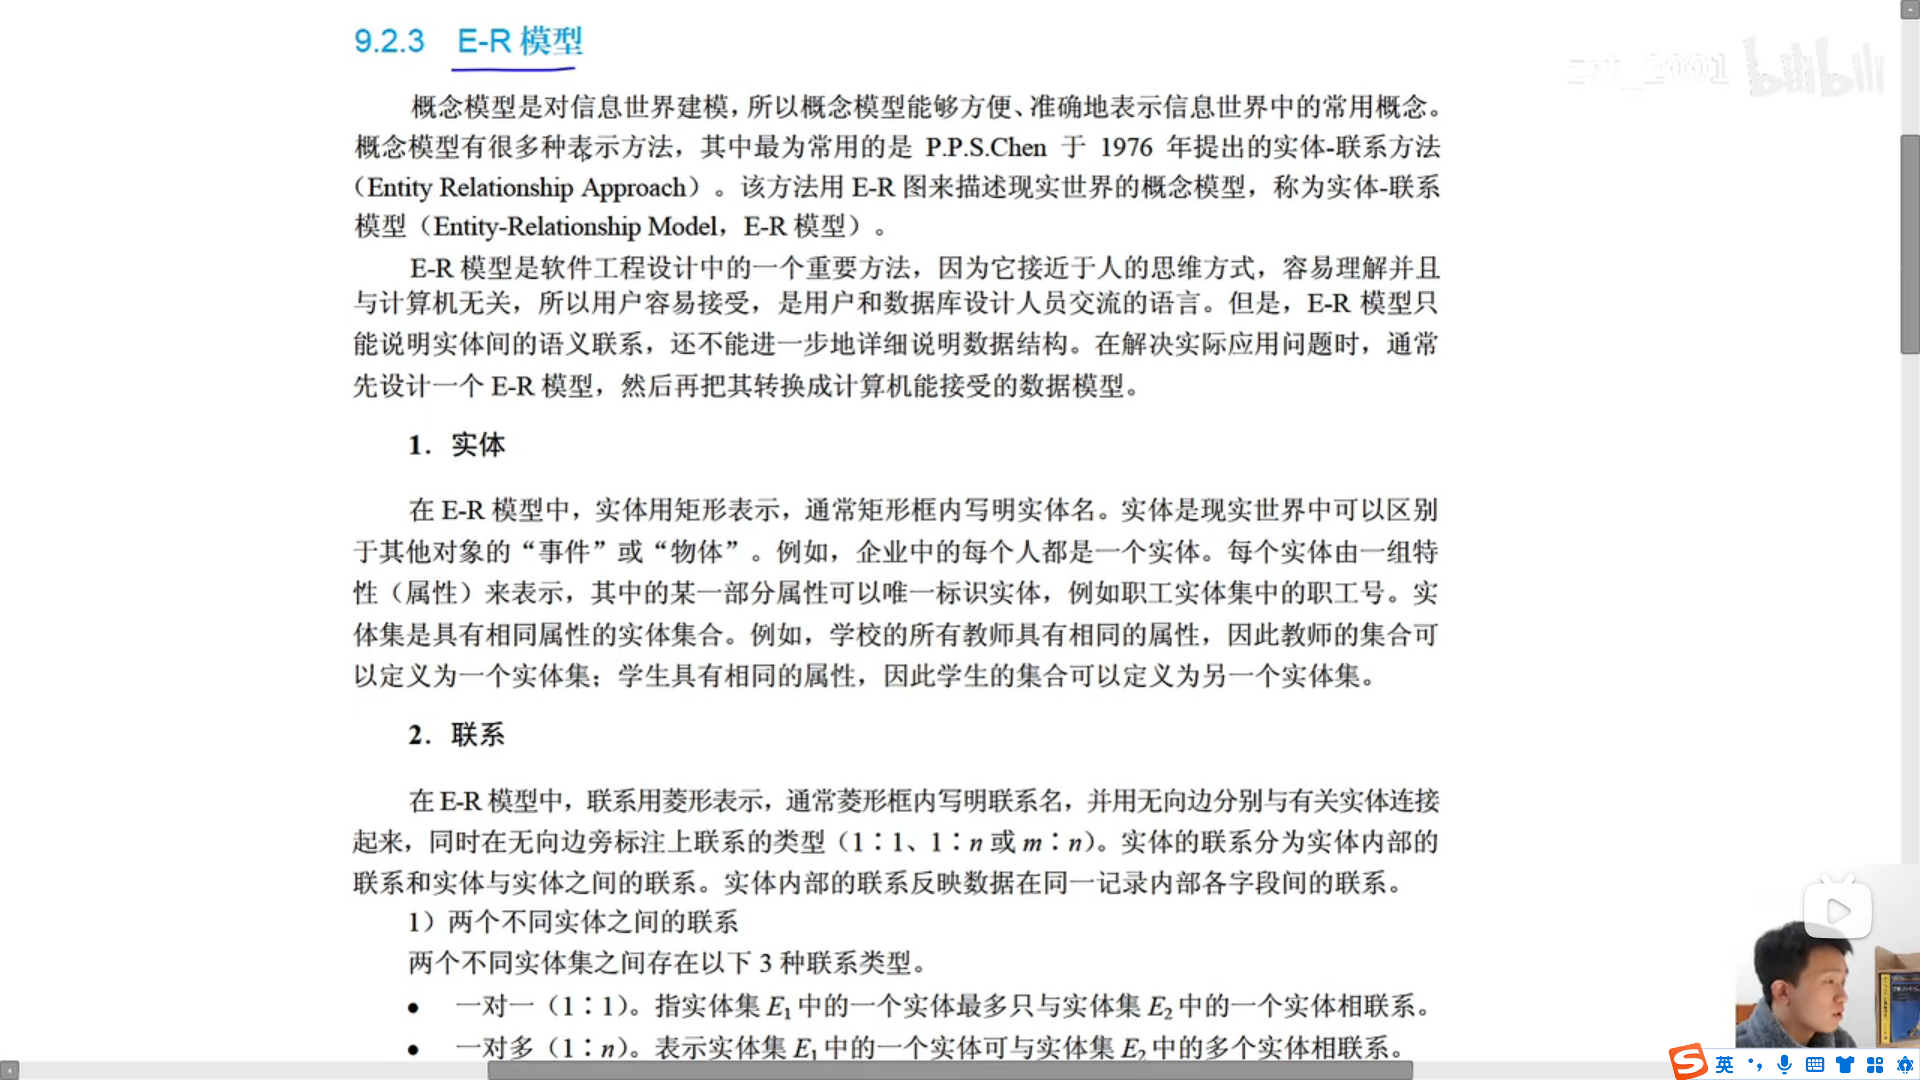 9.2.3 E-R 模型
bilibili
概念模型是对信息世界建模，所以概念模型能够方便、准确地表示信息世界中的常用概念。
概念模型有很多种表示方法，其中最为常用的是 P.P.S.Chen 于 1976 年提出的实体-联系方法
（Entity Relationship Approach）。该方法用 E-R 图来描述现实世界的概念模型，称为实体-联系
模型（Entity-Relationship Model，E-R 模型）。
E-R 模型是软件工程设计中的一个重要方法，因为它接近于人的思维方式，容易理解并且
与计算机无关，所以用户容易接受，是用户和数据库设计人员交流的语言。但是，E-R 模型只
能说明实体间的语义联系，还不能进一步地详细说明数据结构。在解决实际应用问题时，通常
先设计一个 E-R 模型，然后再把其转换成计算机能接受的数据模型。
1．实体
在 E-R 模型中，实体用矩形表示，通常矩形框内写明实体名。实体是现实世界中可以区别
于其他对象的“事件”或“物体”。例如，企业中的每个人都是一个实体。每个实体由一组特
性（属性）来表示，其中的某一部分属性可以唯一标识实体，例如职工实体集中的职工号。实
体集是具有相同属性的实体集合。例如，学校的所有教师具有相同的属性，因此教师的集合可
以定义为一个实体集；学生具有相同的属性，因此学生的集合可以定义为另一个实体集。
2．联系
在 E-R 模型中，联系用菱形表示，通常菱形框内写明联系名，并用无向边分别与有关实体连接
起来，同时在无向边旁标注上联系的类型（1∶1、1∶n 或 m∶n）。实体的联系分为实体内部的
联系和实体与实体之间的联系。实体内部的联系反映数据在同一记录内部各字段间的联系。
1）两个不同实体之间的联系
两个不同实体集之间存在以下 3 种联系类型。
● 一对一（1∶1）。指实体集 E1 中的一个实体最多只与实体集 E2 中的一个实体相联系。
● 一对多（1∶n）。表示实体集 E1 中的一个实体可与实体集 E2 中的多个实体相联系。
英